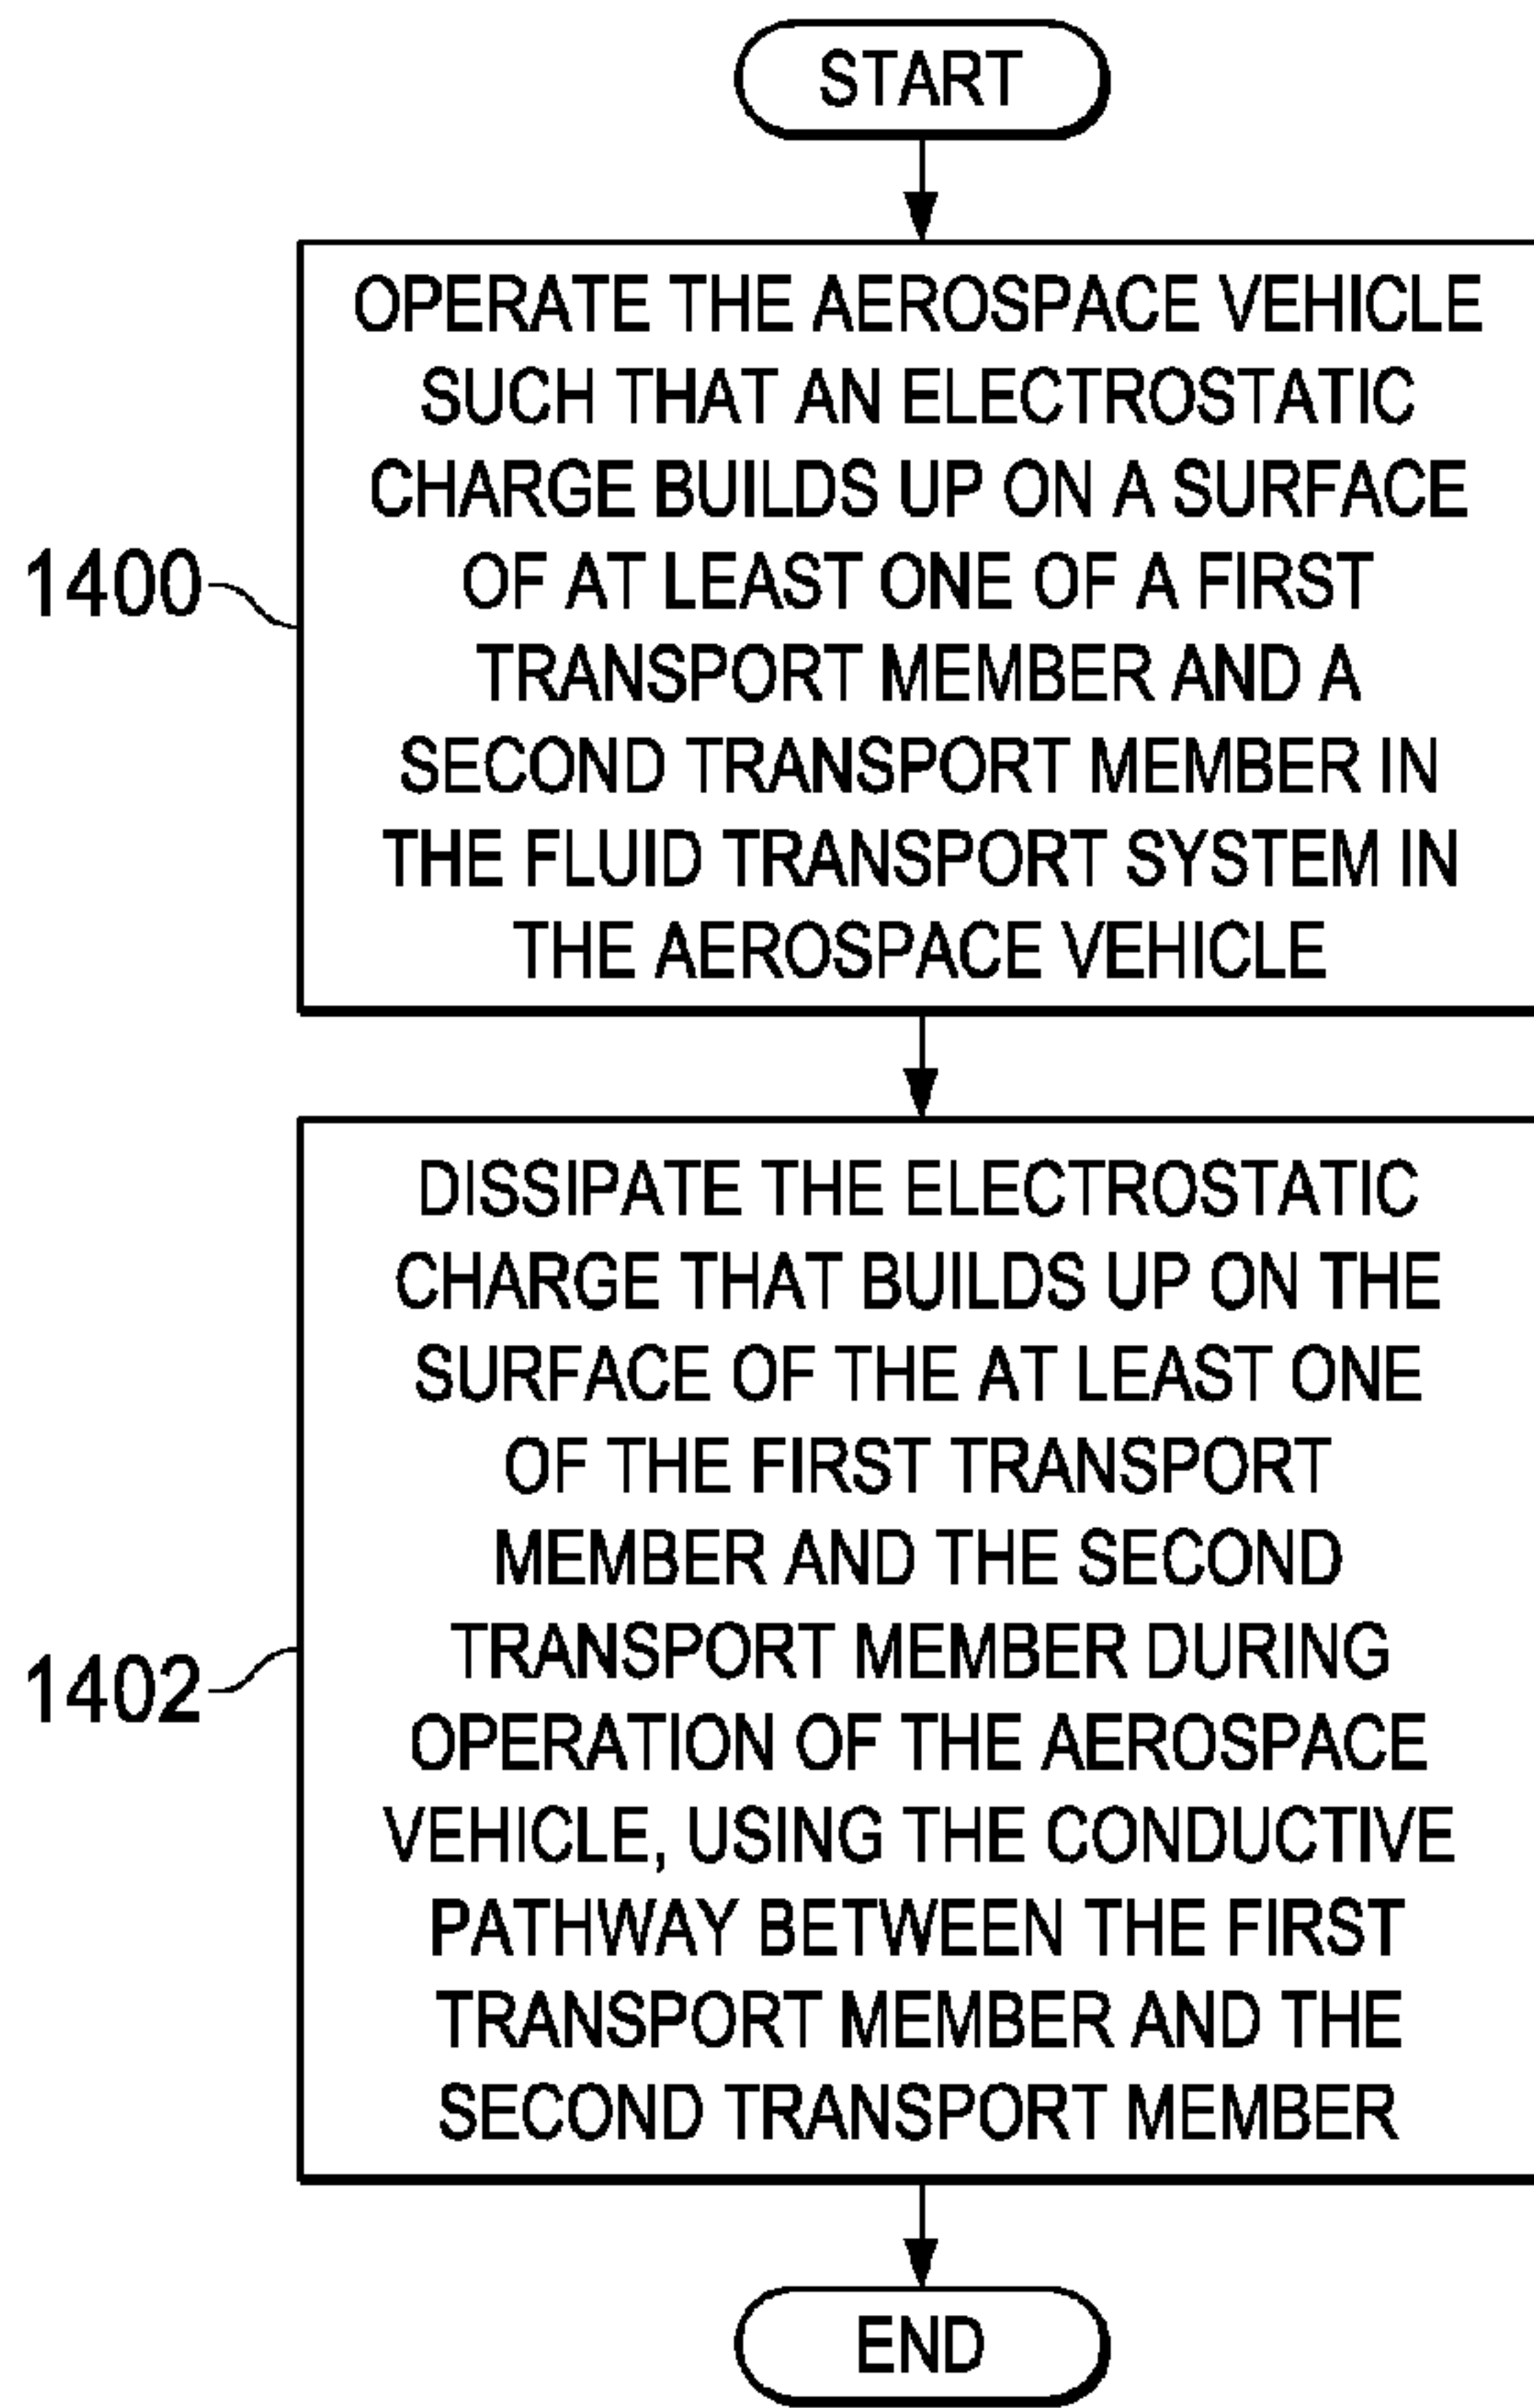 START
OPERATE THE AEROSPACE VEHICLE
SUCH THAT AN ELECTROSTATIC
CHARGE BUILDS UP ON A SURFACE
OF AT LEAST ONE OF A FIRST
TRANSPORT MEMBER AND A
SECOND TRANSPORT MEMBER IN
THE FLUID TRANSPORT SYSTEM IN
THE AEROSPACE VEHICLE
1400
DISSIPATE THE ELECTROSTATIC
CHARGE THAT BUILDS UP ON THE
SURFACE OF THE AT LEAST ONE
OF THE FIRST TRANSPORT
MEMBER AND THE SECOND
TRANSPORT MEMBER DURING
OPERATION OF THE AEROSPACE
VEHICLE, USING THE CONDUCTIVE
PATHWAY BETWEEN THE FIRST
TRANSPORT MEMBER AND THE
SECOND TRANSPORT MEMBER
1402
END